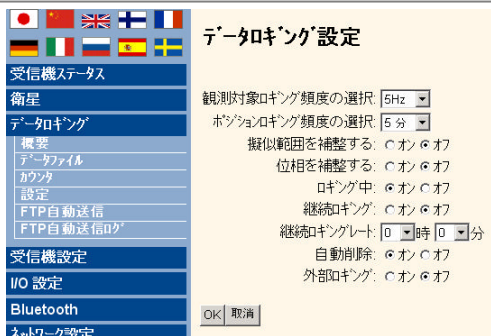 受信機ステータス
衛星
データロギング
概要
データファイル
カウンタ
設定
FTP自動送信
FTP自動送信ログ
受信機設定
I/O 設定
Bluetooth
ネットワーク設定
データロギング設定
観測対象ロギング頻度の選択: 5Hz
ポジションロギング頻度の選択: 5 分
擬似範囲を補整する: オン オフ
位相を補整する: オン オフ
ロギング中: オン オフ
継続ロギング: オン オフ
継続ロギングレート: 0 時 0 分
自動削除: オン オフ
外部ロギング: オン オフ
OK 取消